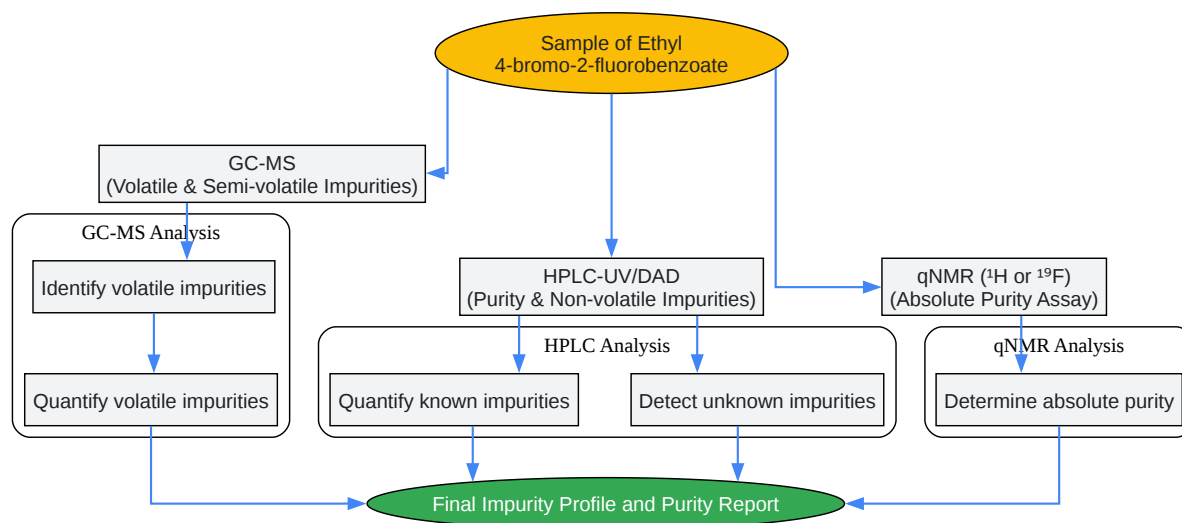 Sample of Ethyl
4-bromo-2-fluorobenzoate
GC-MS
(Volatile & Semi-volatile Impurities)
GC-MS Analysis
Identify volatile impurities
Quantify volatile impurities
HPLC-UV/DAD
(Purity & Non-volatile Impurities)
HPLC Analysis
Quantify known impurities
Detect unknown impurities
qNMR (¹H or ¹⁹F)
(Absolute Purity Assay)
qNMR Analysis
Determine absolute purity
Final Impurity Profile and Purity Report